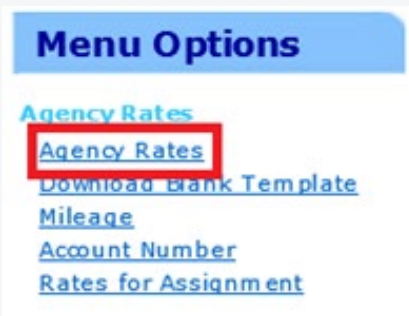 Menu Options
Agency Rates
Agency Rates
Download Blank Template
Mileage
Account Number
Rates for Assignment